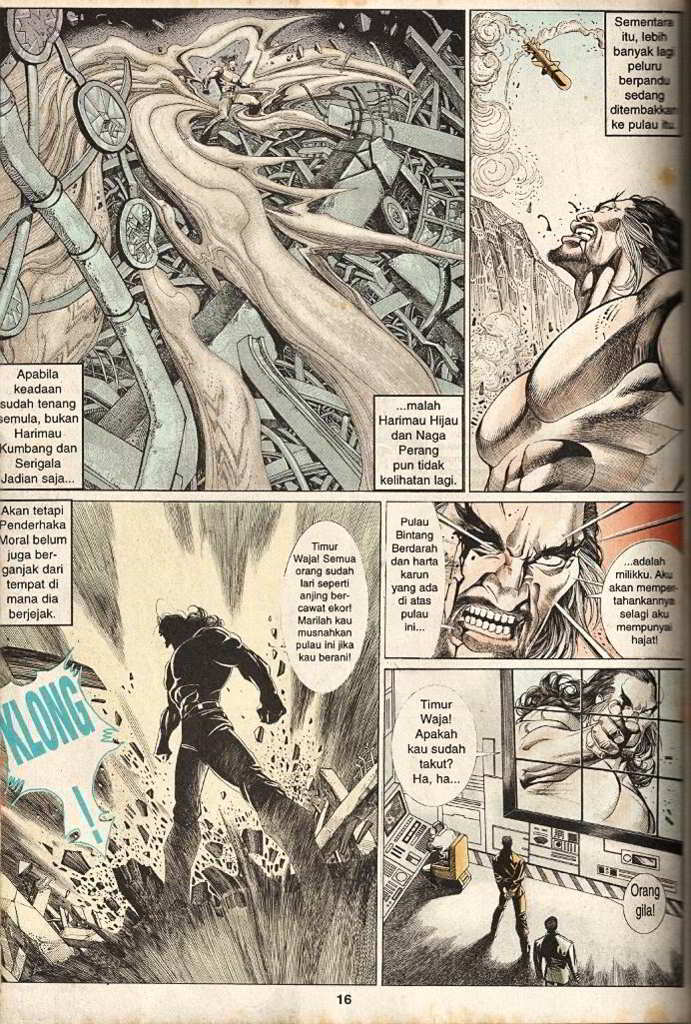 Apabila
keadaan
sudah tenang
semula, bukan
Harimau
Kumbang dan
Serigala
Jadian saja...
...malah
Harimau Hijau
dan Naga
Perang
pun tidak
kelihatan lagi.
Sementara
itu, lebih
banyak lagi
peluru
berpandu
sedang
ditembakkan
ke pulau itu.
Akan tetapi
Penderhaka
Moral belum
juga ber-
ganjak dari
tempat di
mana dia
berjejak.
Timur
Waja! Semua
orang sudah
lari seperti
anjing ber-
cawat ekor!
Marilah kau
musnahkan
pulau ini jika
kau berani!
KLONG
!
Pulau
Bintang
Berdarah
dan harta
karun
yang ada
di atas
pulau
ini...
...adalah
milikku. Aku
akan memper-
tahankannya
selagi aku
mempunyai
hajat!
Timur
Waja!
Apakah
kau sudah
takut?
Ha, ha...
Orang
gila!
16